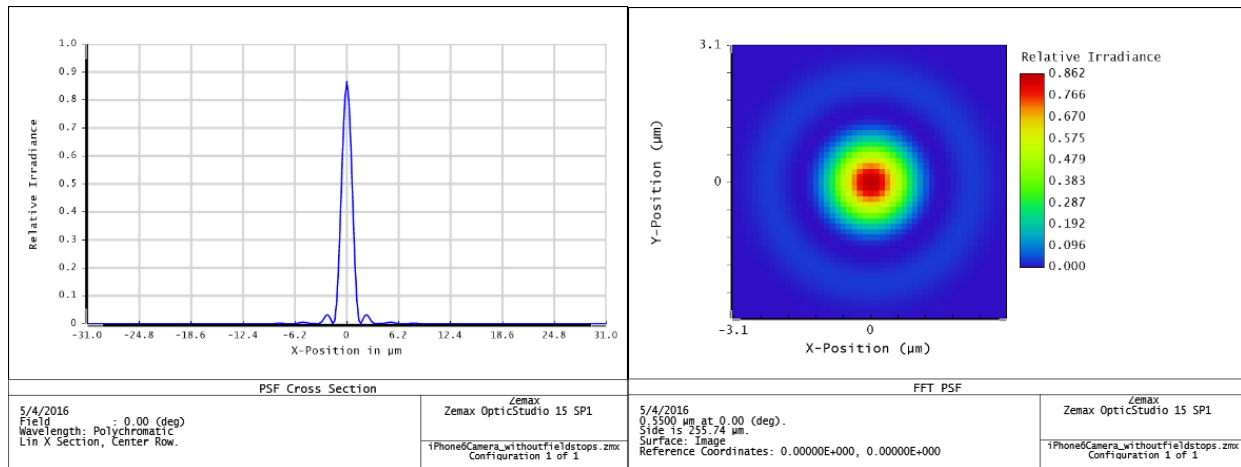 1.0
0.9
0.8
0.7
0.6
0.5
0.4
0.3
0.2
0.1
0
Relative Irradiance
-31.0 -24.8 -18.6 -12.4 -6.2 0 6.2 12.4 18.6 24.8 31.0
X-Position in µm
PSF Cross Section
5/4/2016
Field : 0.00 (deg)
Wavelength: Polychromatic
Lin X Section, Center Row.
Zemax
Zemax OpticStudio 15 SP1
iPhone6Camera_withoutfieldstops.zmx
Configuration 1 of 1
3.1
0
-3.1
Y-Position (µm)
-3.1 0 3.1
X-Position (µm)
Relative Irradiance
0.862
0.766
0.670
0.575
0.479
0.383
0.287
0.192
0.096
0.000
FFT PSF
5/4/2016
0.5500 µm at 0.00 (deg).
Side is 255.74 µm.
Surface: Image
Reference Coordinates: 0.00000E+000, 0.00000E+000
Zemax
Zemax OpticStudio 15 SP1
iPhone6Camera_withoutfieldstops.zmx
Configuration 1 of 1